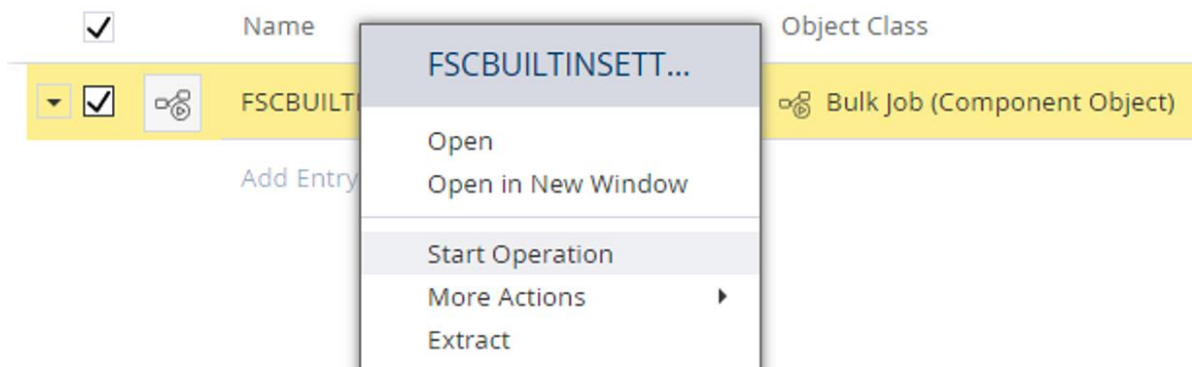 Name
Object Class
FSCBUILTINSETT...
FSCBUILTI
Bulk Job (Component Object)
Open
Add Entry
Open in New Window
Start Operation
More Actions
Extract